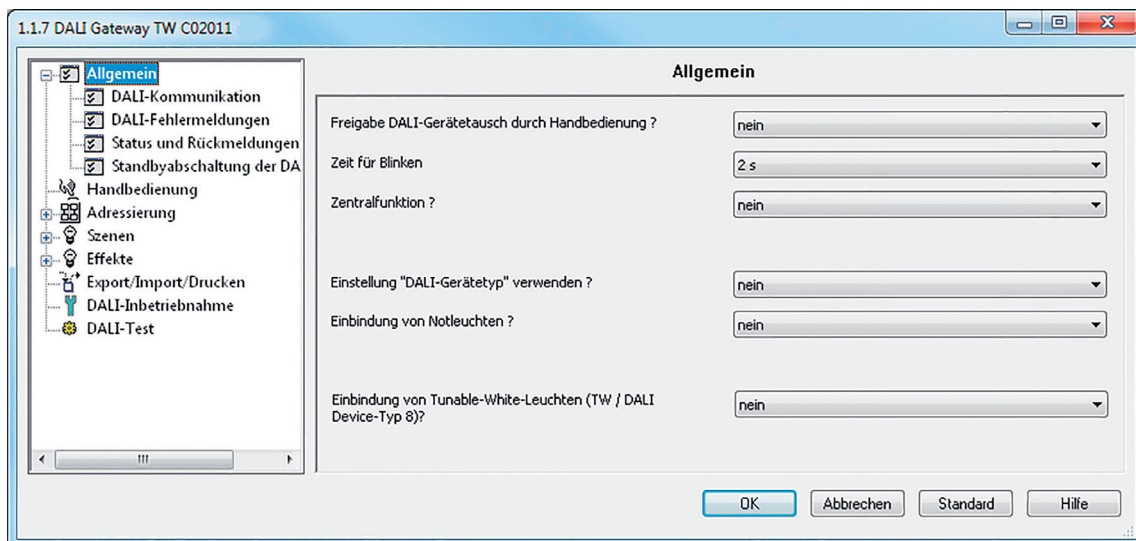 1.1.7 DALI Gateway TW C02011
Allgemein
DALI-Kommunikation
DALI-Fehlermeldungen
Status und Rückmeldungen
Standbyabschaltung der DA
Handbedienung
Adressierung
Szenen
Effekte
Export/Import/Drucken
DALI-Inbetriebnahme
DALI-Test
Allgemein
Freigabe DALI-Gerätetausch durch Handbedienung ? nein
Zeit für Blinken 2 s
Zentralfunktion ? nein
Einstellung "DALI-Gerätetyp" verwenden ? nein
Einbindung von Notleuchten ? nein
Einbindung von Tunable-White-Leuchten (TW / DALI
Device-Typ 8)? nein
OK Abbrechen Standard Hilfe